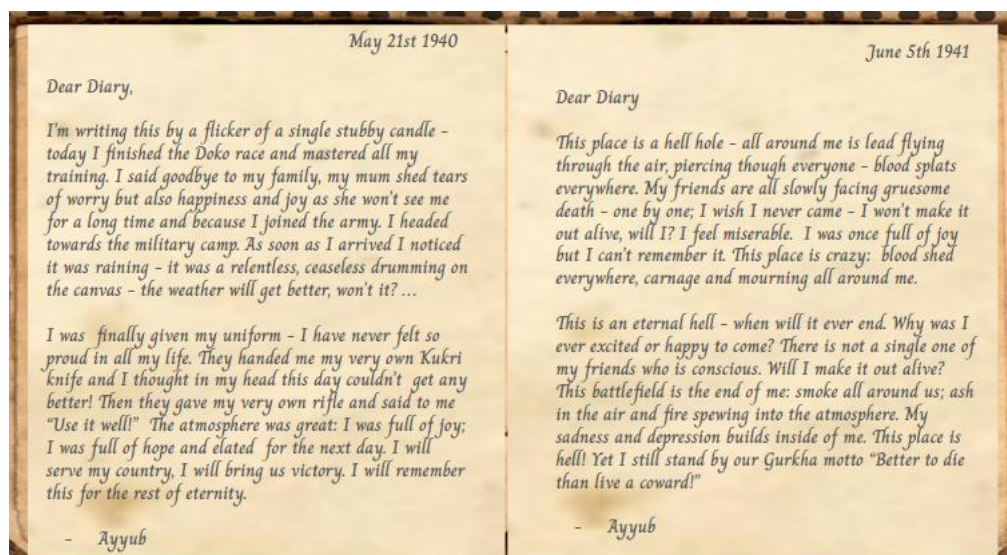 May 21st 1940
Dear Diary,
I'm writing this by a flicker of a single stubby candle –
today I finished the Doko race and mastered all my
training. I said goodbye to my family, my mum shed tears
of worry but also happiness and joy as she won't see me
for a long time and because I joined the army. I headed
towards the military camp. As soon as I arrived I noticed
it was raining – it was a relentless, ceaseless drumming on
the canvas – the weather will get better, won't it? …
I was finally given my uniform – I have never felt so
proud in all my life. They handed me my very own Kukri
knife and I thought in my head this day couldn't get any
better! Then they gave my very own rifle and said to me
"Use it well!" The atmosphere was great: I was full of joy;
I was full of hope and elated for the next day. I will
serve my country, I will bring us victory. I will remember
this for the rest of eternity.
- Ayyub
June 5th 1941
Dear Diary
This place is a hell hole – all around me is lead flying
through the air, piercing though everyone – blood splats
everywhere. My friends are all slowly facing gruesome
death – one by one; I wish I never came – I won't make it
out alive, will I? I feel miserable. I was once full of joy
but I can't remember it. This place is crazy: blood shed
everywhere, carnage and mourning all around me.
This is an eternal hell – when will it ever end. Why was I
ever excited or happy to come? There is not a single one of
my friends who is conscious. Will I make it out alive?
This battlefield is the end of me: smoke all around us; ash
in the air and fire spewing into the atmosphere. My
sadness and depression builds inside of me. This place is
hell! Yet I still stand by our Gurkha motto "Better to die
than live a coward!"
- Ayyub